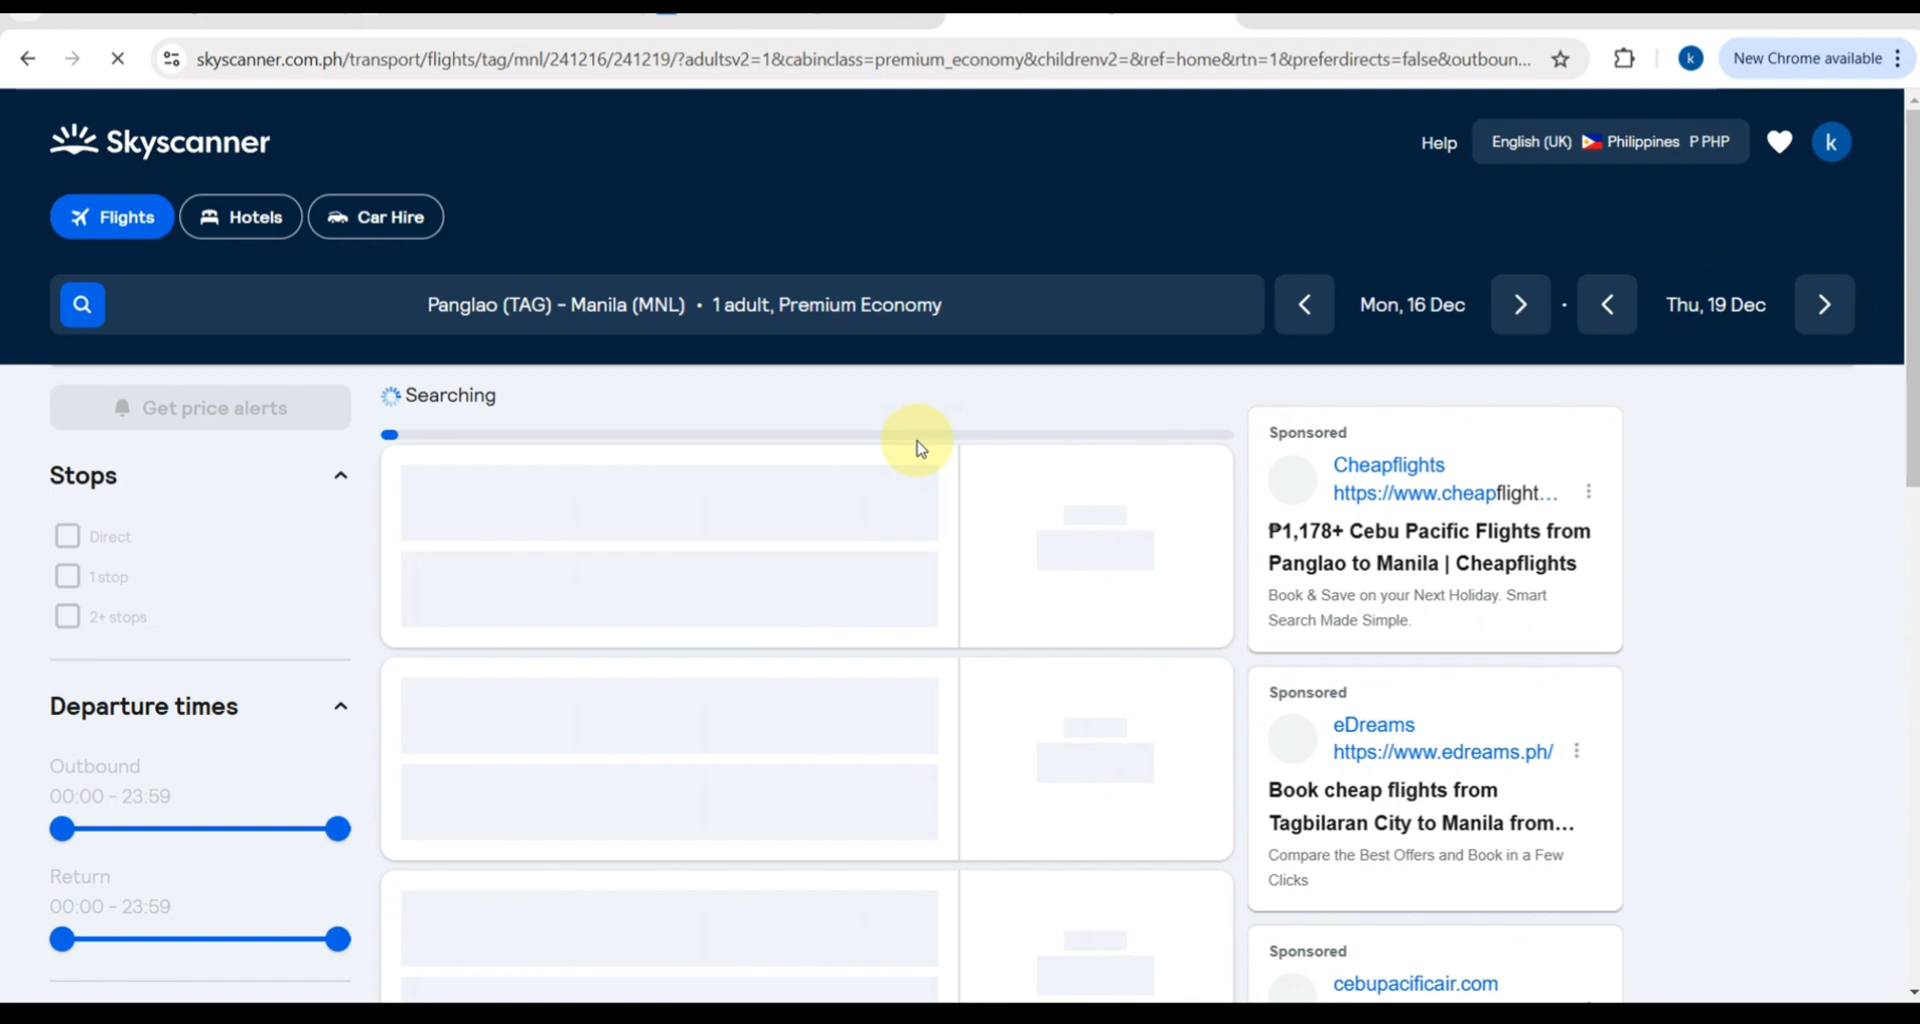 skyscanner.com.ph/transport/flights/tag/mnl/241216/241219/?adultsv2=1&cabinclass=premium_economy&childrenv2=&ref=home&rtn=1&preferdirects=false&outboun...
k
New Chrome available
Skyscanner
Help
English (UK) Philippines P PHP
k
Flights
Hotels
Car Hire
Panglao (TAG) – Manila (MNL) • 1 adult, Premium Economy
Mon, 16 Dec
Thu, 19 Dec
Get price alerts
Stops
Direct
1 stop
2+ stops
Departure times
Outbound
00:00 – 23:59
Return
00:00 – 23:59
Searching
Sponsored
Cheapflights
https://www.cheapflight...
₱1,178+ Cebu Pacific Flights from
Panglao to Manila | Cheapflights
Book & Save on your Next Holiday. Smart
Search Made Simple.
Sponsored
eDreams
https://www.edreams.ph/
Book cheap flights from
Tagbilaran City to Manila from...
Compare the Best Offers and Book in a Few
Clicks
Sponsored
cebupacificair.com